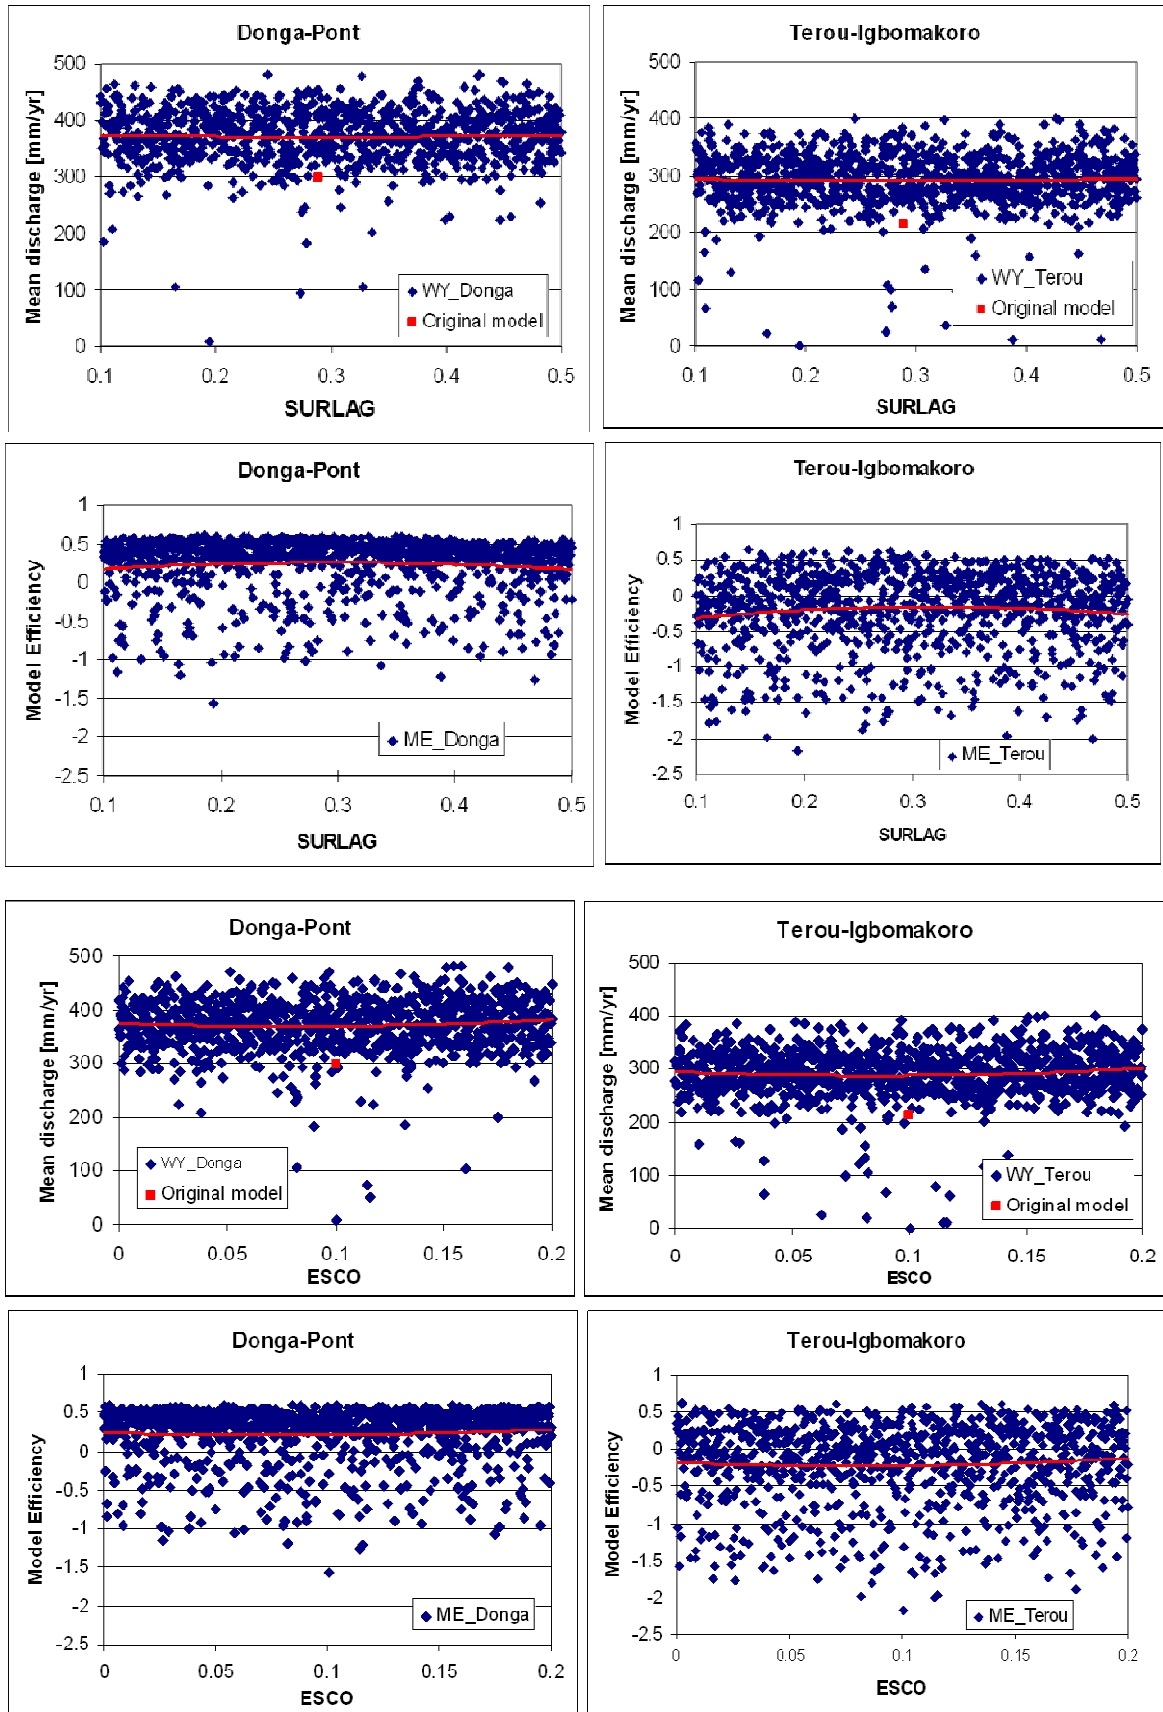 Donga-Pont
Mean discharge [mm/yr]
500
400
300
200
100
0
WY_Donga
Original model
0.1 0.2 0.3 0.4 0.5
SURLAG
Terou-Igbomakoro
Mean discharge [mm/yr]
500
400
300
200
100
0
WY_Terou
Original model
0.1 0.2 0.3 0.4 0.5
SURLAG
Donga-Pont
Model Efficiency
1
0.5
0
-0.5
-1
-1.5
-2
-2.5
ME_Donga
0.1 0.2 0.3 0.4 0.5
SURLAG
Terou-Igbomakoro
Model Efficiency
1
0.5
0
-0.5
-1
-1.5
-2
-2.5
ME_Terou
0.1 0.2 0.3 0.4 0.5
SURLAG
Donga-Pont
Mean discharge [mm/yr]
500
400
300
200
100
0
WY_Donga
Original model
0 0.05 0.1 0.15 0.2
ESCO
Terou-Igbomakoro
Mean discharge [mm/yr]
500
400
300
200
100
0
WY_Terou
Original model
0 0.05 0.1 0.15 0.2
ESCO
Donga-Pont
Model Efficiency
1
0.5
0
-0.5
-1
-1.5
-2
-2.5
ME_Donga
0 0.05 0.1 0.15 0.2
ESCO
Terou-Igbomakoro
Model Efficiency
1
0.5
0
-0.5
-1
-1.5
-2
-2.5
ME_Terou
0 0.05 0.1 0.15 0.2
ESCO